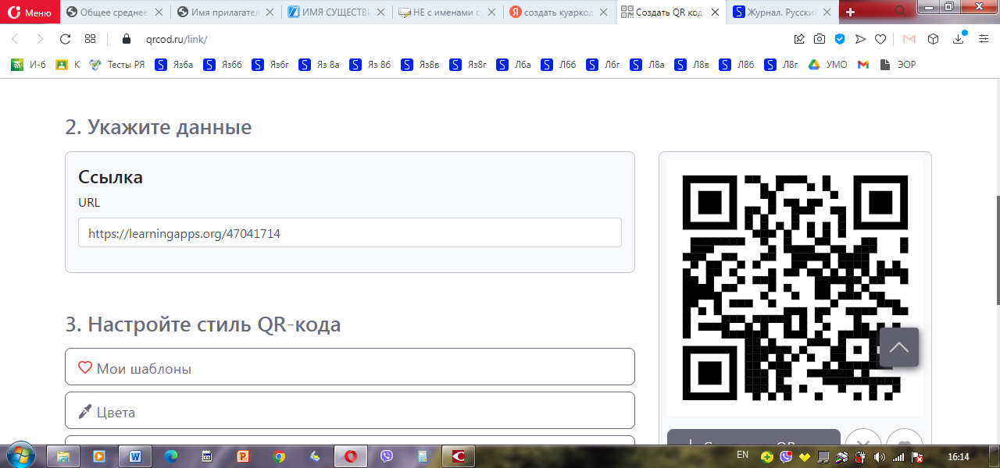 Меню
Общее среднее
Имя прилагател
ИМЯ СУЩЕСТВИ
НЕ с именами су
создать куаркод
Создать QR код
Журнал. Русский
qrcod.ru/link/
И-6
К
Тесты РЯ
Яз6а
Яз6б
Яз6г
Яз 8а
Яз 8б
Яз8в
Яз8г
Л6а
Л6б
Л6г
Л8а
Л8в
Л8б
Л8г
УМО
ЭОР
2. Укажите данные
Ссылка
URL
https://learningapps.org/47041714
3. Настройте стиль QR-кода
Мои шаблоны
Цвета
EN
16:14